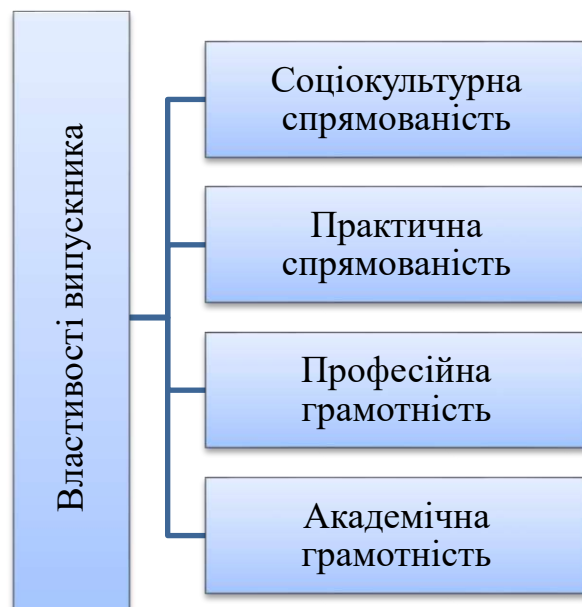 Властивості випускника
Соціокультурна
спрямованість
Практична
спрямованість
Професійна
грамотність
Академічна
грамотність